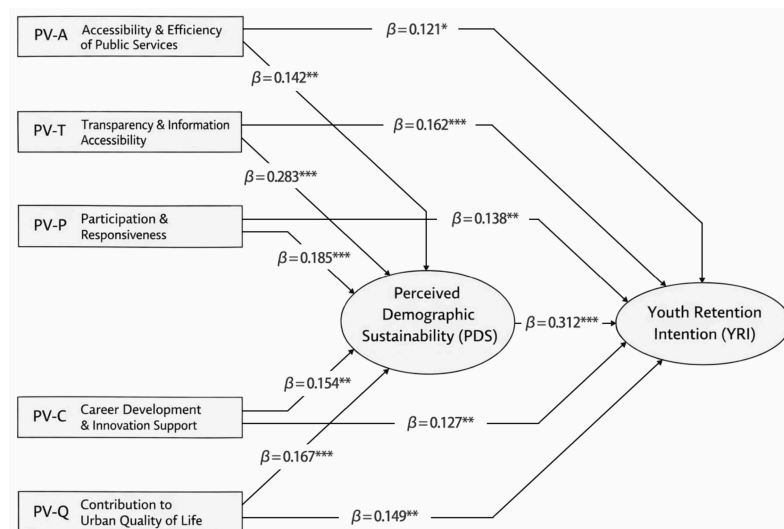 PV-A Accessibility & Efficiency
of Public Services
β=0.121*
β=0.142**
PV-T Transparency & Information
Accessibility
β=0.162***
β=0.283***
PV-P Participation &
Responsiveness
β=0.138**
β=0.185***
Perceived
Demographic
Sustainability (PDS)
β=0.312***
Youth Retention
Intention (YRI)
β=0.154**
PV-C Career Development
& Innovation Support
β=0.127**
β=0.167***
PV-Q Contribution to
Urban Quality of Life
β=0.149**